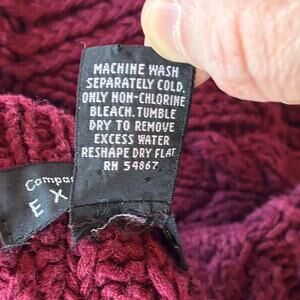 MACHINE WASH
SEPARATELY COLD.
ONLY NON-CHLORINE
BLEACH. TUMBLE
DRY TO REMOVE
EXCESS WATER
RESHAPE DRY FLAT
RN 54867
Compa
E X